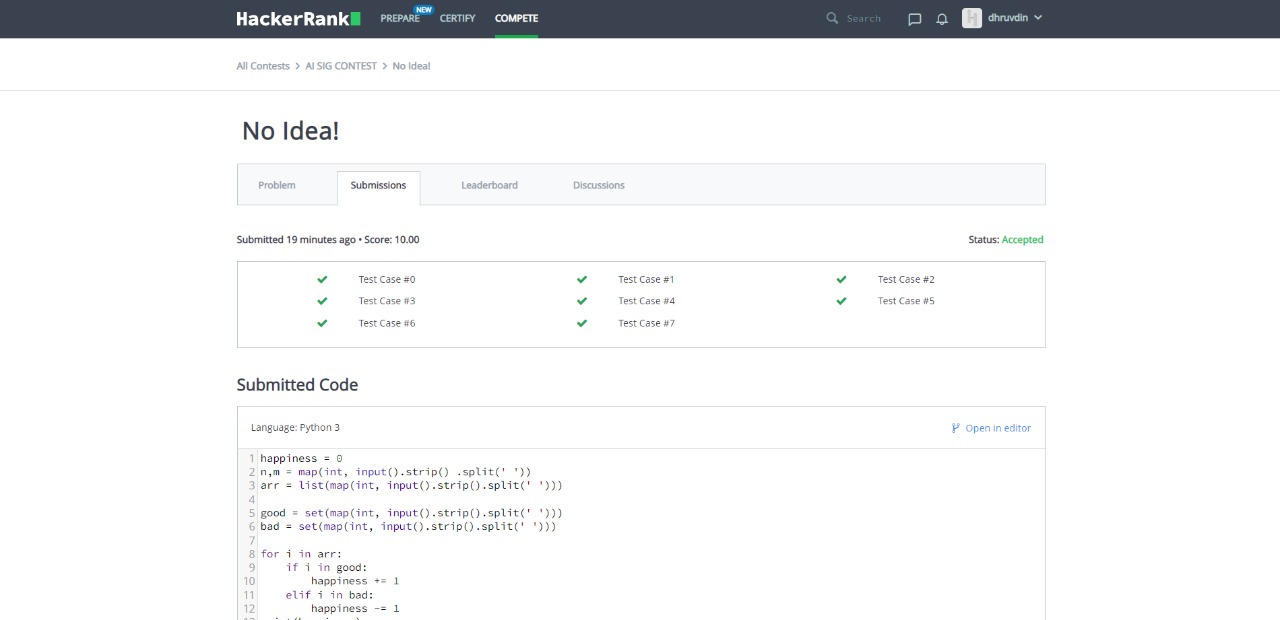 HackerRank PREPARE NEW CERTIFY COMPETE Search dhruvdin
All Contests > AI SIG CONTEST > No Idea!
No Idea!
Problem Submissions Leaderboard Discussions
Submitted 19 minutes ago • Score: 10.00 Status: Accepted
Test Case #0 Test Case #1 Test Case #2
Test Case #3 Test Case #4 Test Case #5
Test Case #6 Test Case #7
Submitted Code
Language: Python 3 Open in editor
1 happiness = 0
2 n,m = map(int, input().strip() .split(' '))
3 arr = list(map(int, input().strip().split(' ')))
4
5 good = set(map(int, input().strip().split(' ')))
6 bad = set(map(int, input().strip().split(' ')))
7
8 for i in arr:
9     if i in good:
10         happiness += 1
11     elif i in bad:
12         happiness -= 1